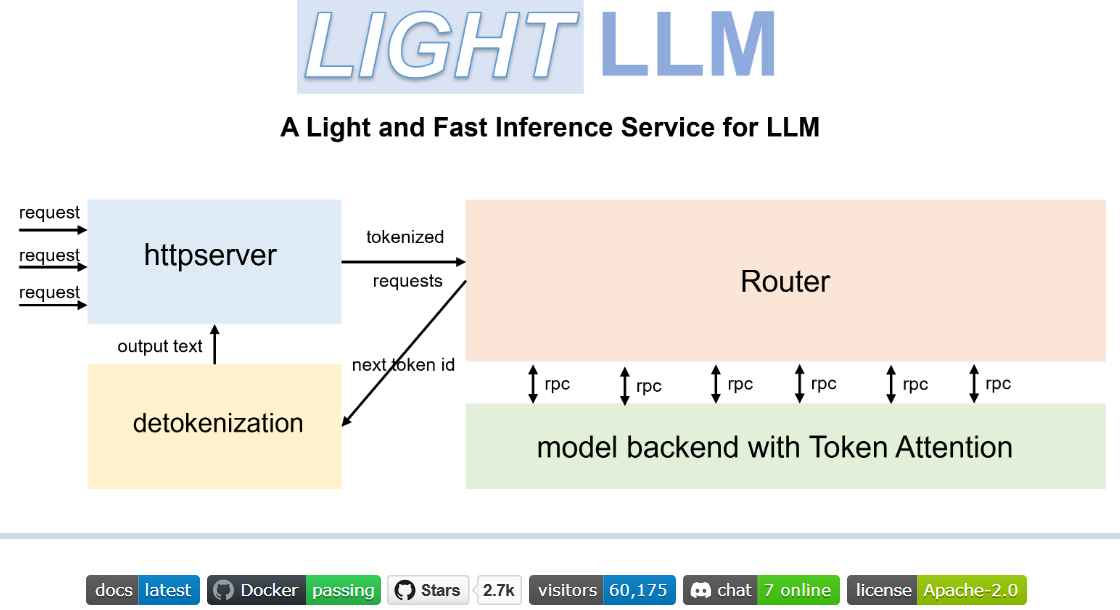 LIGHT LLM
A Light and Fast Inference Service for LLM
request
request
request
httpserver
tokenized
requests
Router
output text
next token id
detokenization
rpc
rpc
rpc
rpc
rpc
rpc
model backend with Token Attention
docs latest
Docker passing
Stars 2.7k
visitors 60,175
chat 7 online
license Apache-2.0